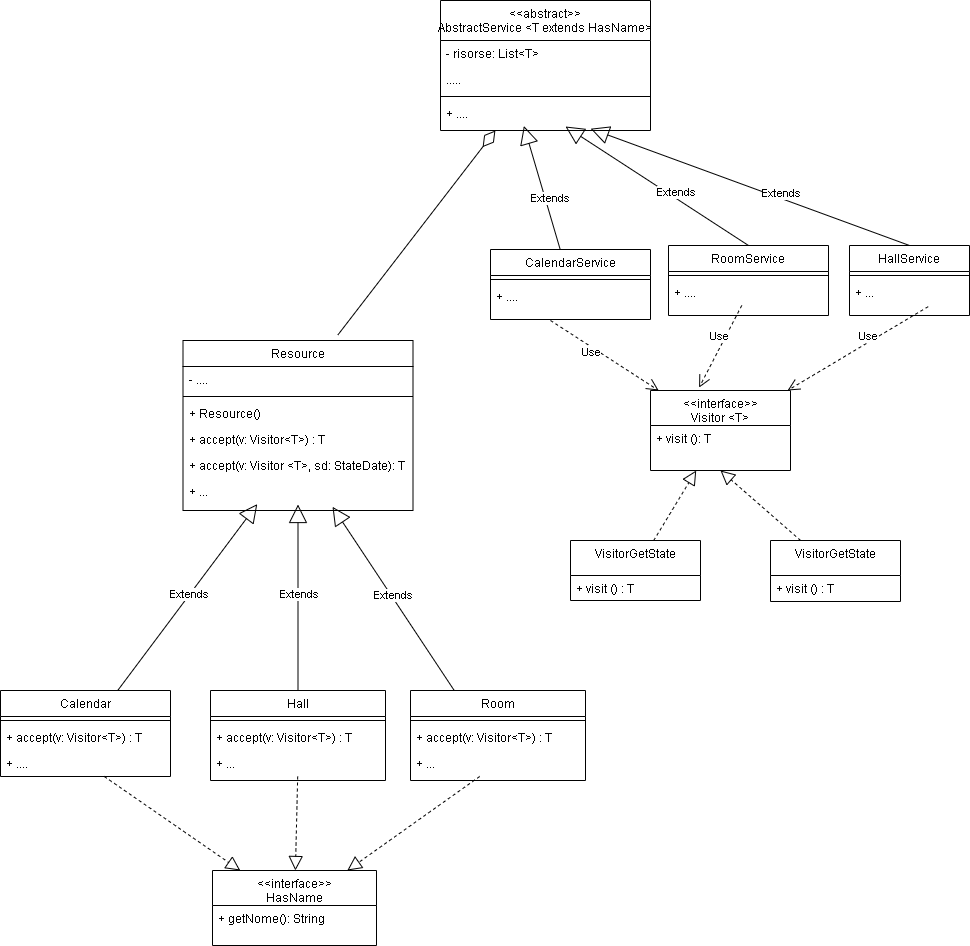 <<abstract>>
AbstractService <T extends HasName>
- risorse: List<T>
.....
+ ....
Extends
Extends
Extends
CalendarService
+ ....
RoomService
+ ....
HallService
+ ...
Use
Use
Use
<<interface>>
Visitor <T>
+ visit (): T
VisitorGetState
+ visit () : T
VisitorGetState
+ visit () : T
Resource
- ....
+ Resource()
+ accept(v: Visitor<T>) : T
+ accept(v: Visitor <T>, sd: StateDate): T
+ ...
Extends
Extends
Extends
Calendar
+ accept(v: Visitor<T>) : T
+ ....
Hall
+ accept(v: Visitor<T>) : T
+ ...
Room
+ accept(v: Visitor<T>) : T
+ ...
<<interface>>
HasName
+ getNome(): String